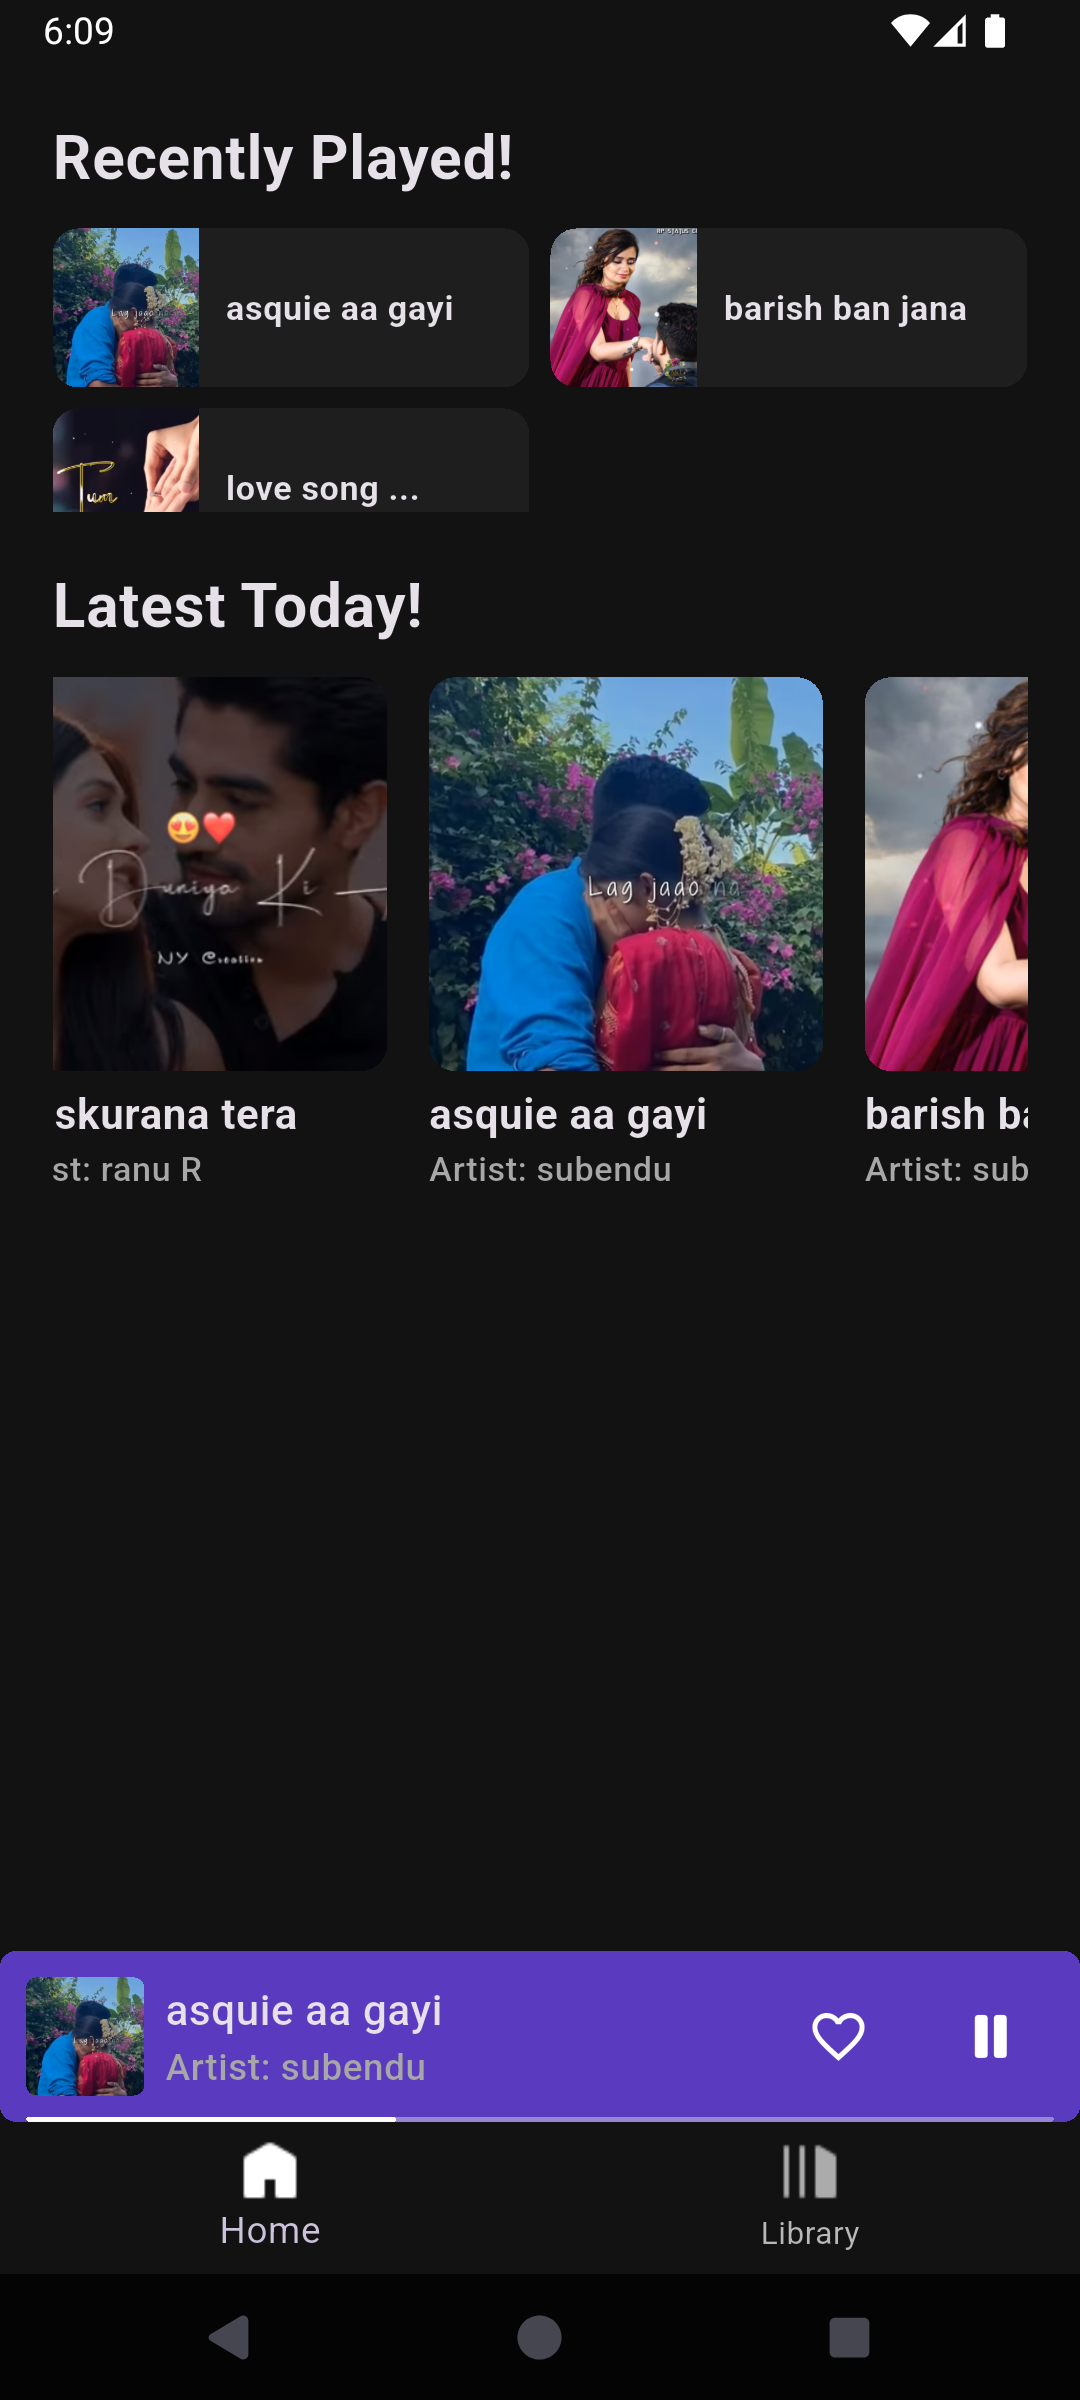 6:09
Recently Played!
asquie aa gayi
barish ban jana
Tum
love song ...
Latest Today!
Duniya Ki
NY Creation
Lag jado na
skurana tera
st: ranu R
asquie aa gayi
Artist: subendu
barish ba
Artist: sub
asquie aa gayi
Artist: subendu
Home
Library